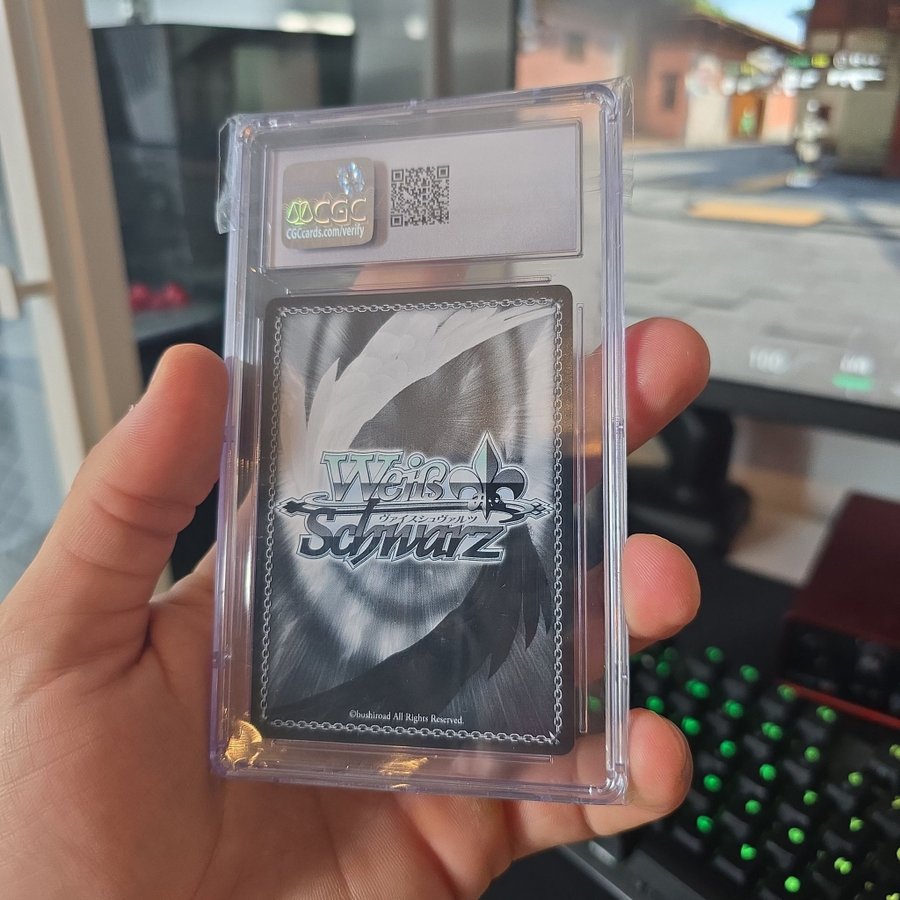 CGC
CGCcards.com/verify
Weiß
ヴァイスシュヴァルツ
Schwarz
©bushiroad All Rights Reserved.
100